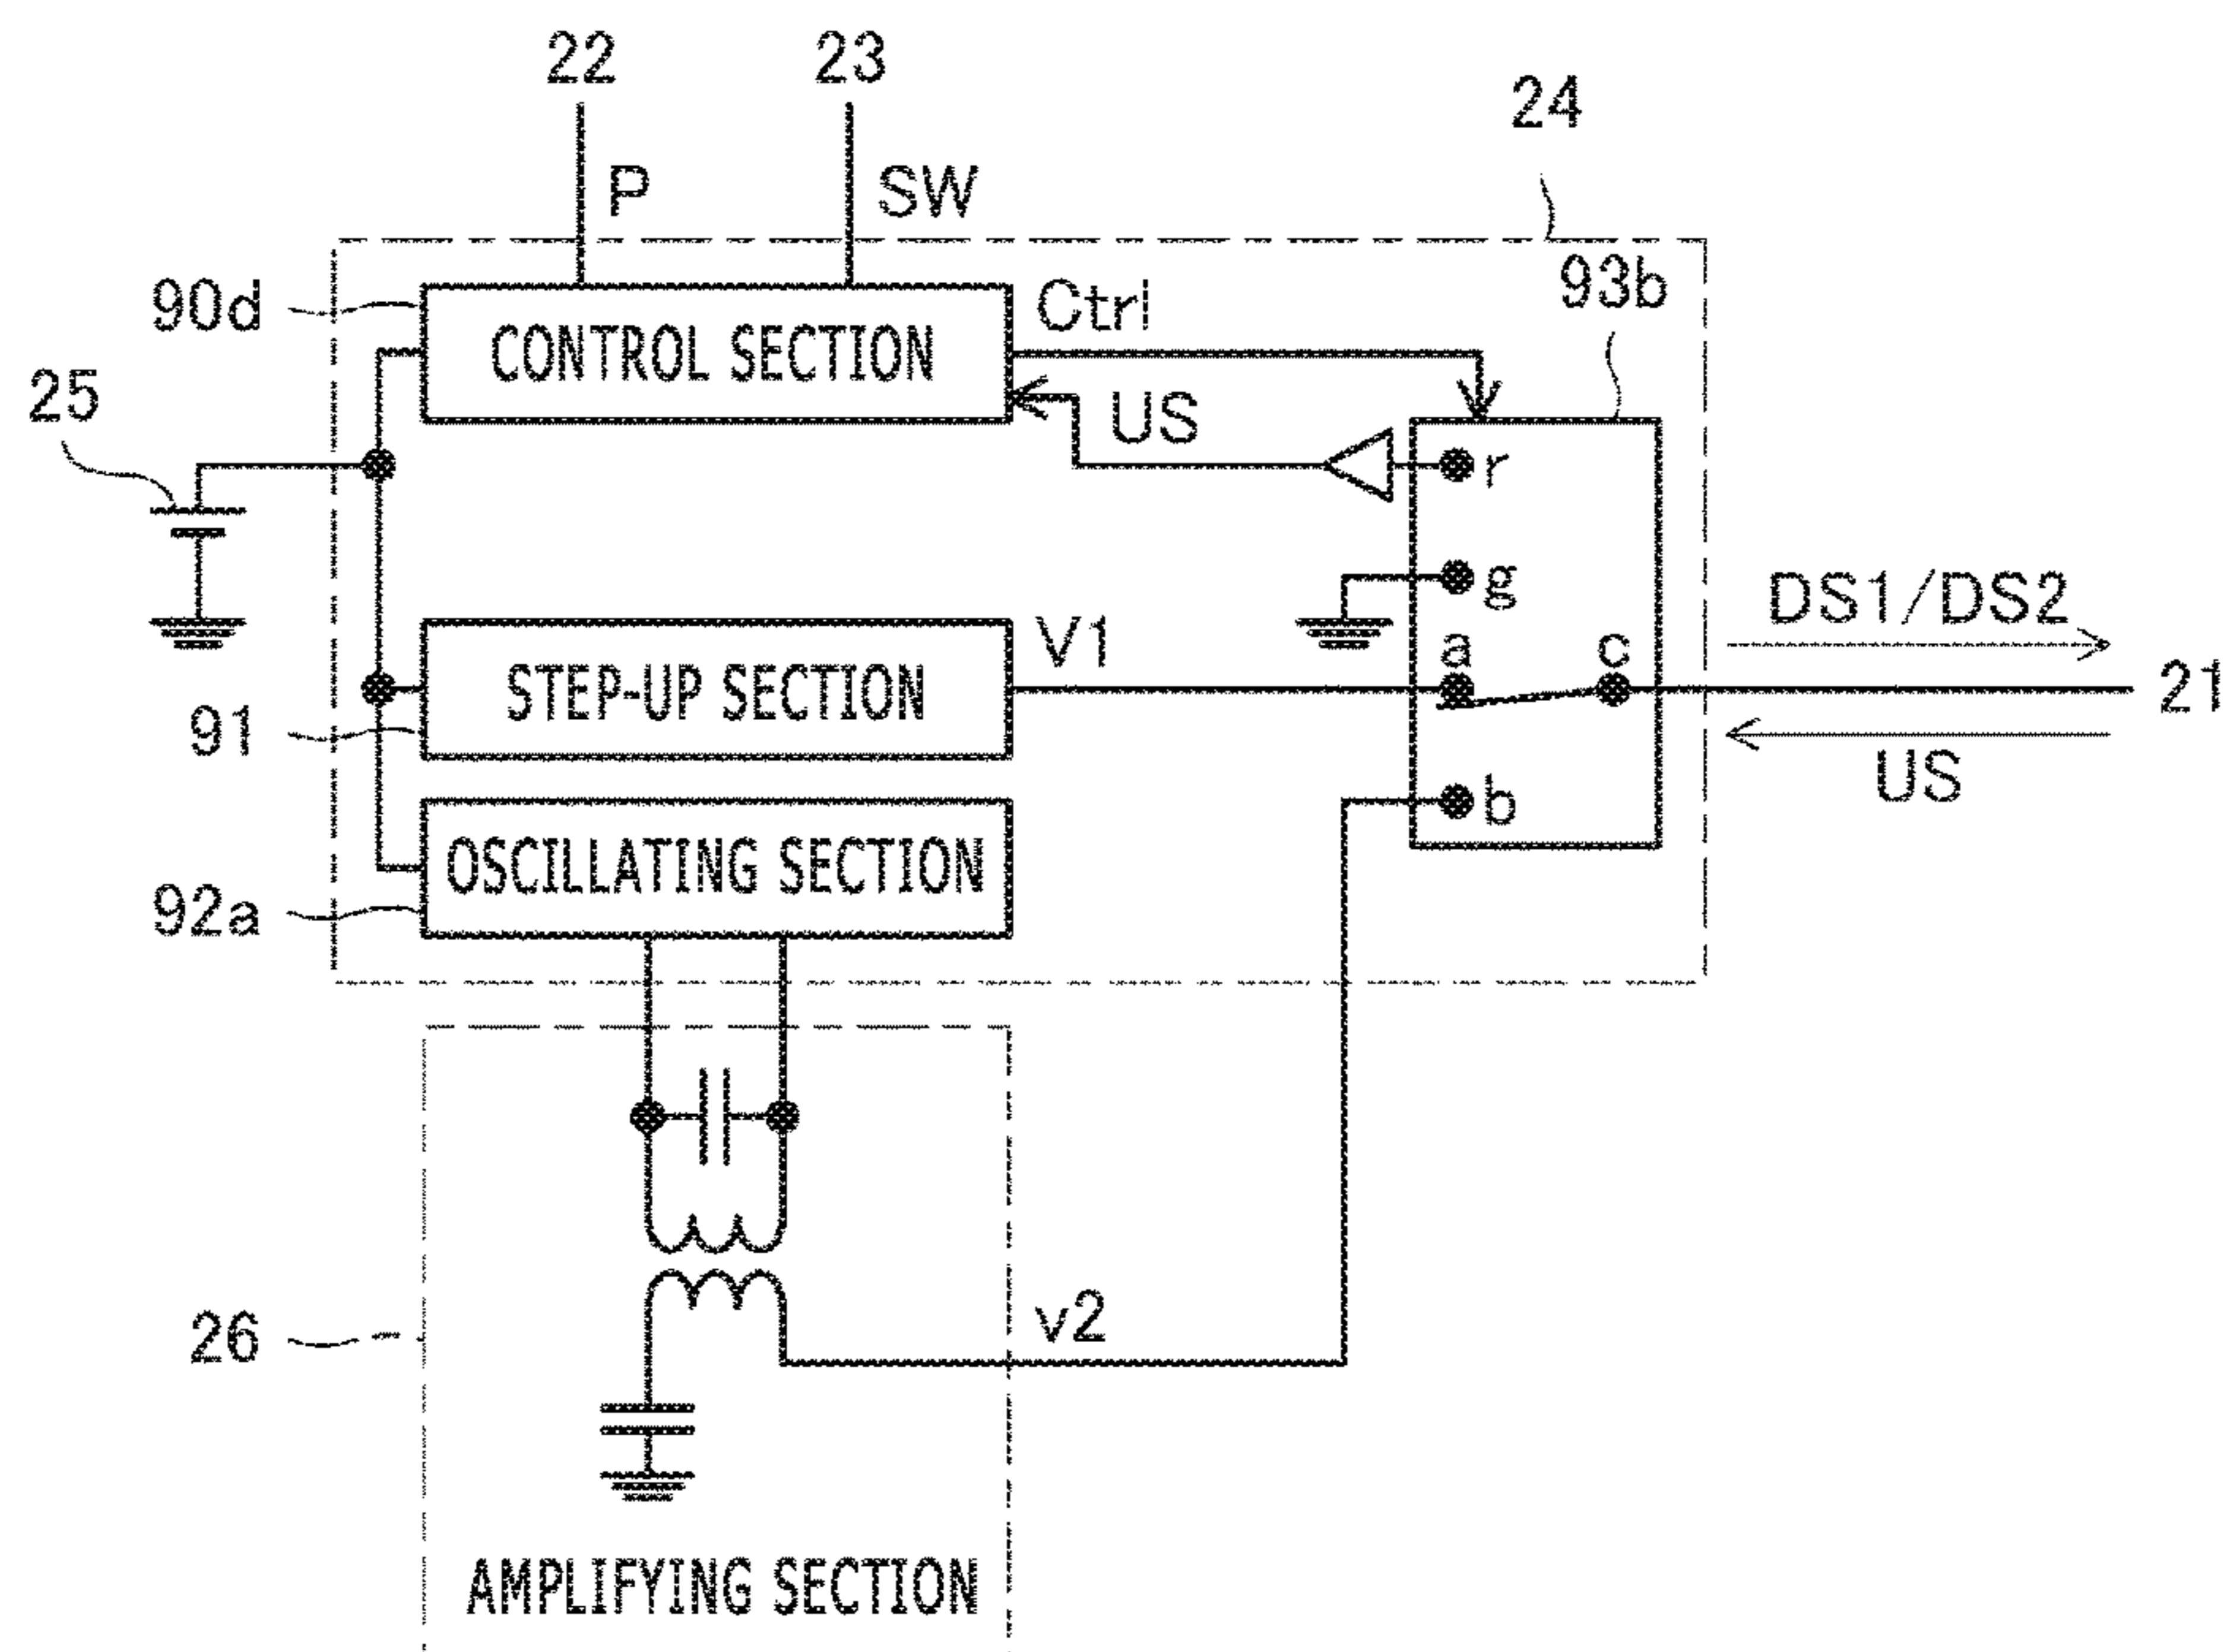 22
23
24
P
SW
90d
CONTROL SECTION
Ctrl
93b
25
US
r
g
DS1/DS2
a
c
V1
STEP-UP SECTION
21
91
US
b
OSCILLATING SECTION
92a
26
v2
AMPLIFYING SECTION